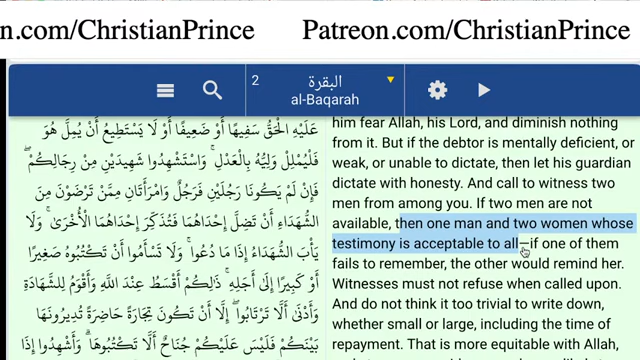 n.com/ChristianPrince
Patreon.com/ChristianPrince
2
البقرة
al-Baqarah
عَلَيْهِ الْحَقُّ سَفِيهًا أَوْ ضَعِيفًا أَوْ لَا يَسْتَطِيعُ أَنْ يُمِلَّ هُوَ
فَلْيُمْلِلْ وَلِيُّهُ بِالْعَدْلِ ۚ وَاسْتَشْهِدُوا شَهِيدَيْنِ مِنْ رِجَالِكُمْ ۖ
فَإِنْ لَمْ يَكُونَا رَجُلَيْنِ فَرَجُلٌ وَامْرَأَتَانِ مِمَّنْ تَرْضَوْنَ مِنَ
الشُّهَدَاءِ أَنْ تَضِلَّ إِحْدَاهُمَا فَتُذَكِّرَ إِحْدَاهُمَا الْأُخْرَىٰ ۚ وَلَا
يَأْبَ الشُّهَدَاءُ إِذَا مَا دُعُوا ۚ وَلَا تَسْأَمُوا أَنْ تَكْتُبُوهُ صَغِيرًا
أَوْ كَبِيرًا إِلَىٰ أَجَلِهِ ۚ ذَٰلِكُمْ أَقْسَطُ عِنْدَ اللَّهِ وَأَقْوَمُ لِلشَّهَادَةِ
وَأَدْنَىٰ أَلَّا تَرْتَابُوا ۖ إِلَّا أَنْ تَكُونَ تِجَارَةً حَاضِرَةً تُدِيرُونَهَا
بَيْنَكُمْ فَلَيْسَ عَلَيْكُمْ جُنَاحٌ أَلَّا تَكْتُبُوهَا ۗ وَأَشْهِدُوا إِذَا
him fear Allah, his Lord, and diminish nothing
from it. But if the debtor is mentally deficient, or
weak, or unable to dictate, then let his guardian
dictate with honesty. And call to witness two
men from among you. If two men are not
available, then one man and two women whose
testimony is acceptable to all—if one of them
fails to remember, the other would remind her.
Witnesses must not refuse when called upon.
And do not think it too trivial to write down,
whether small or large, including the time of
repayment. That is more equitable with Allah,